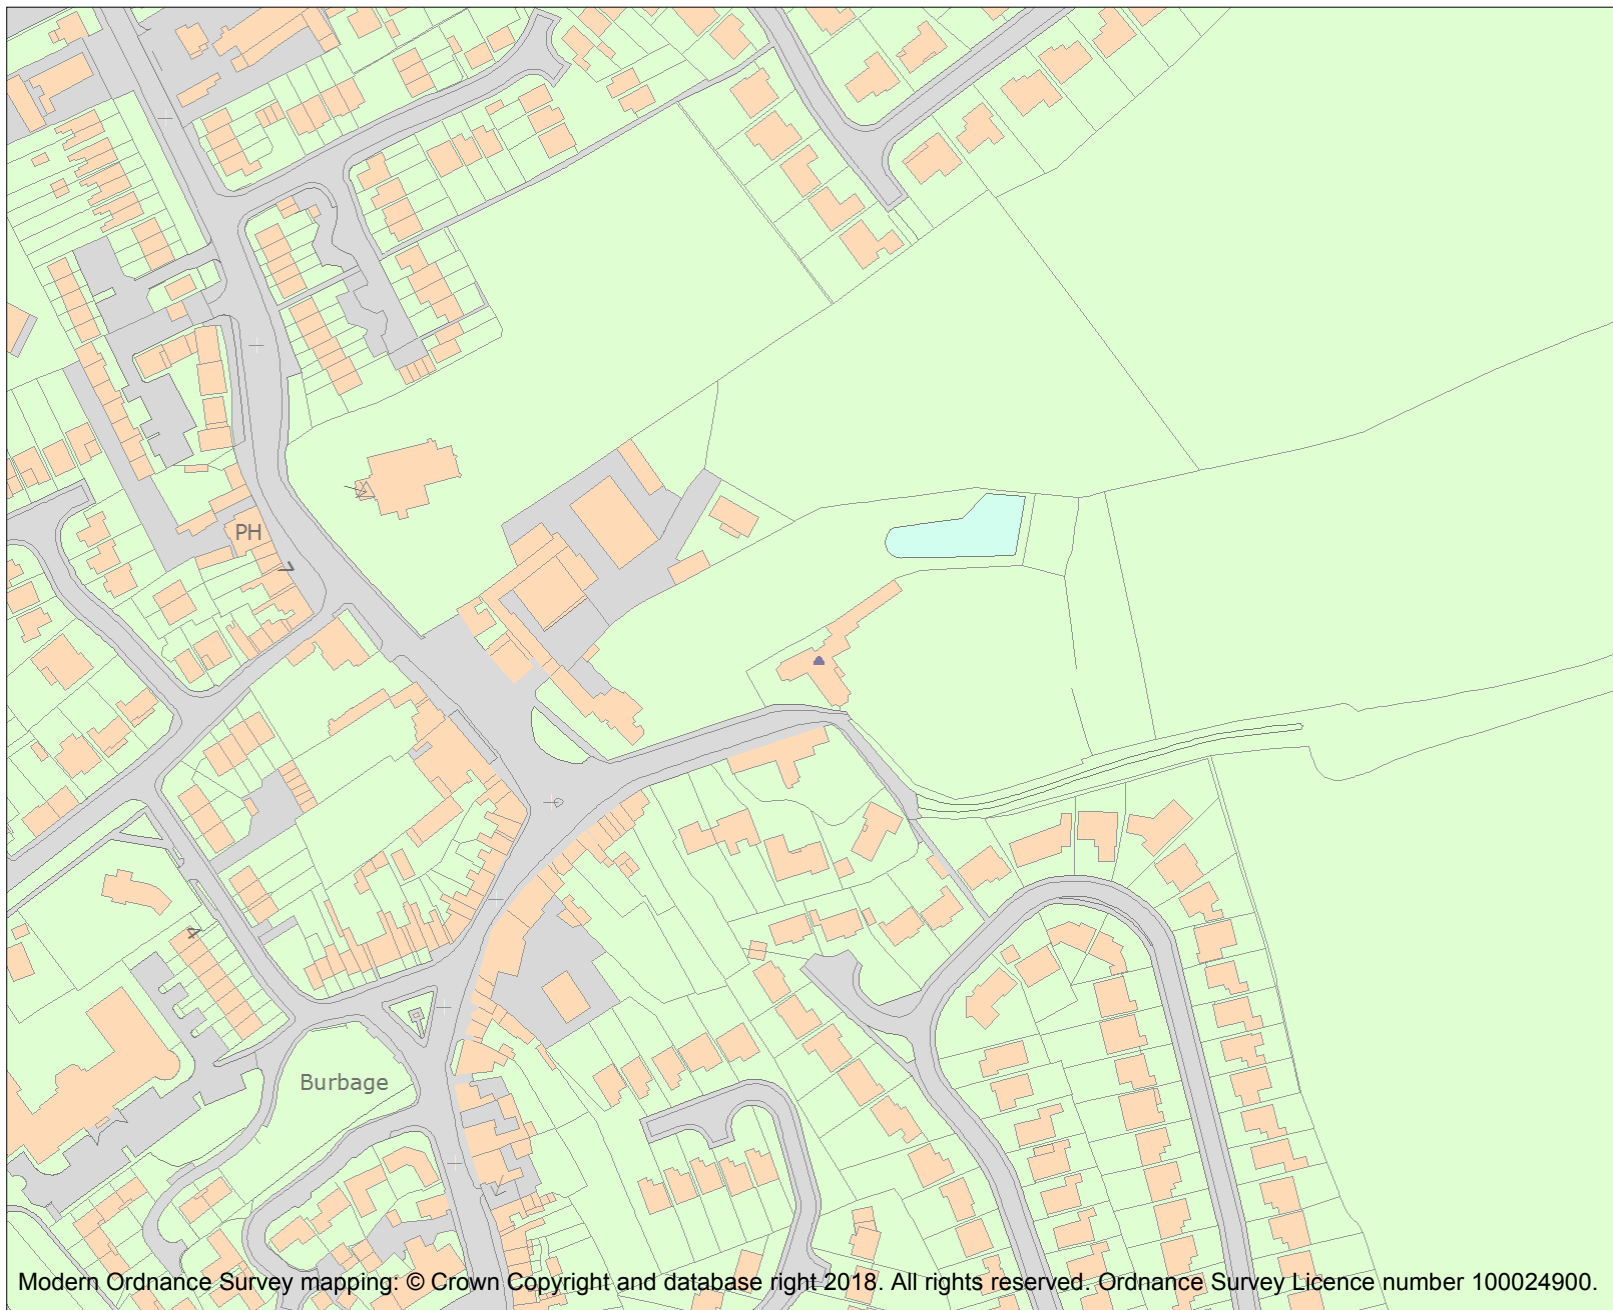 PH
Burbage
Modern Ordnance Survey mapping: © Crown Copyright and database right 2018. All rights reserved. Ordnance Survey Licence number 100024900.